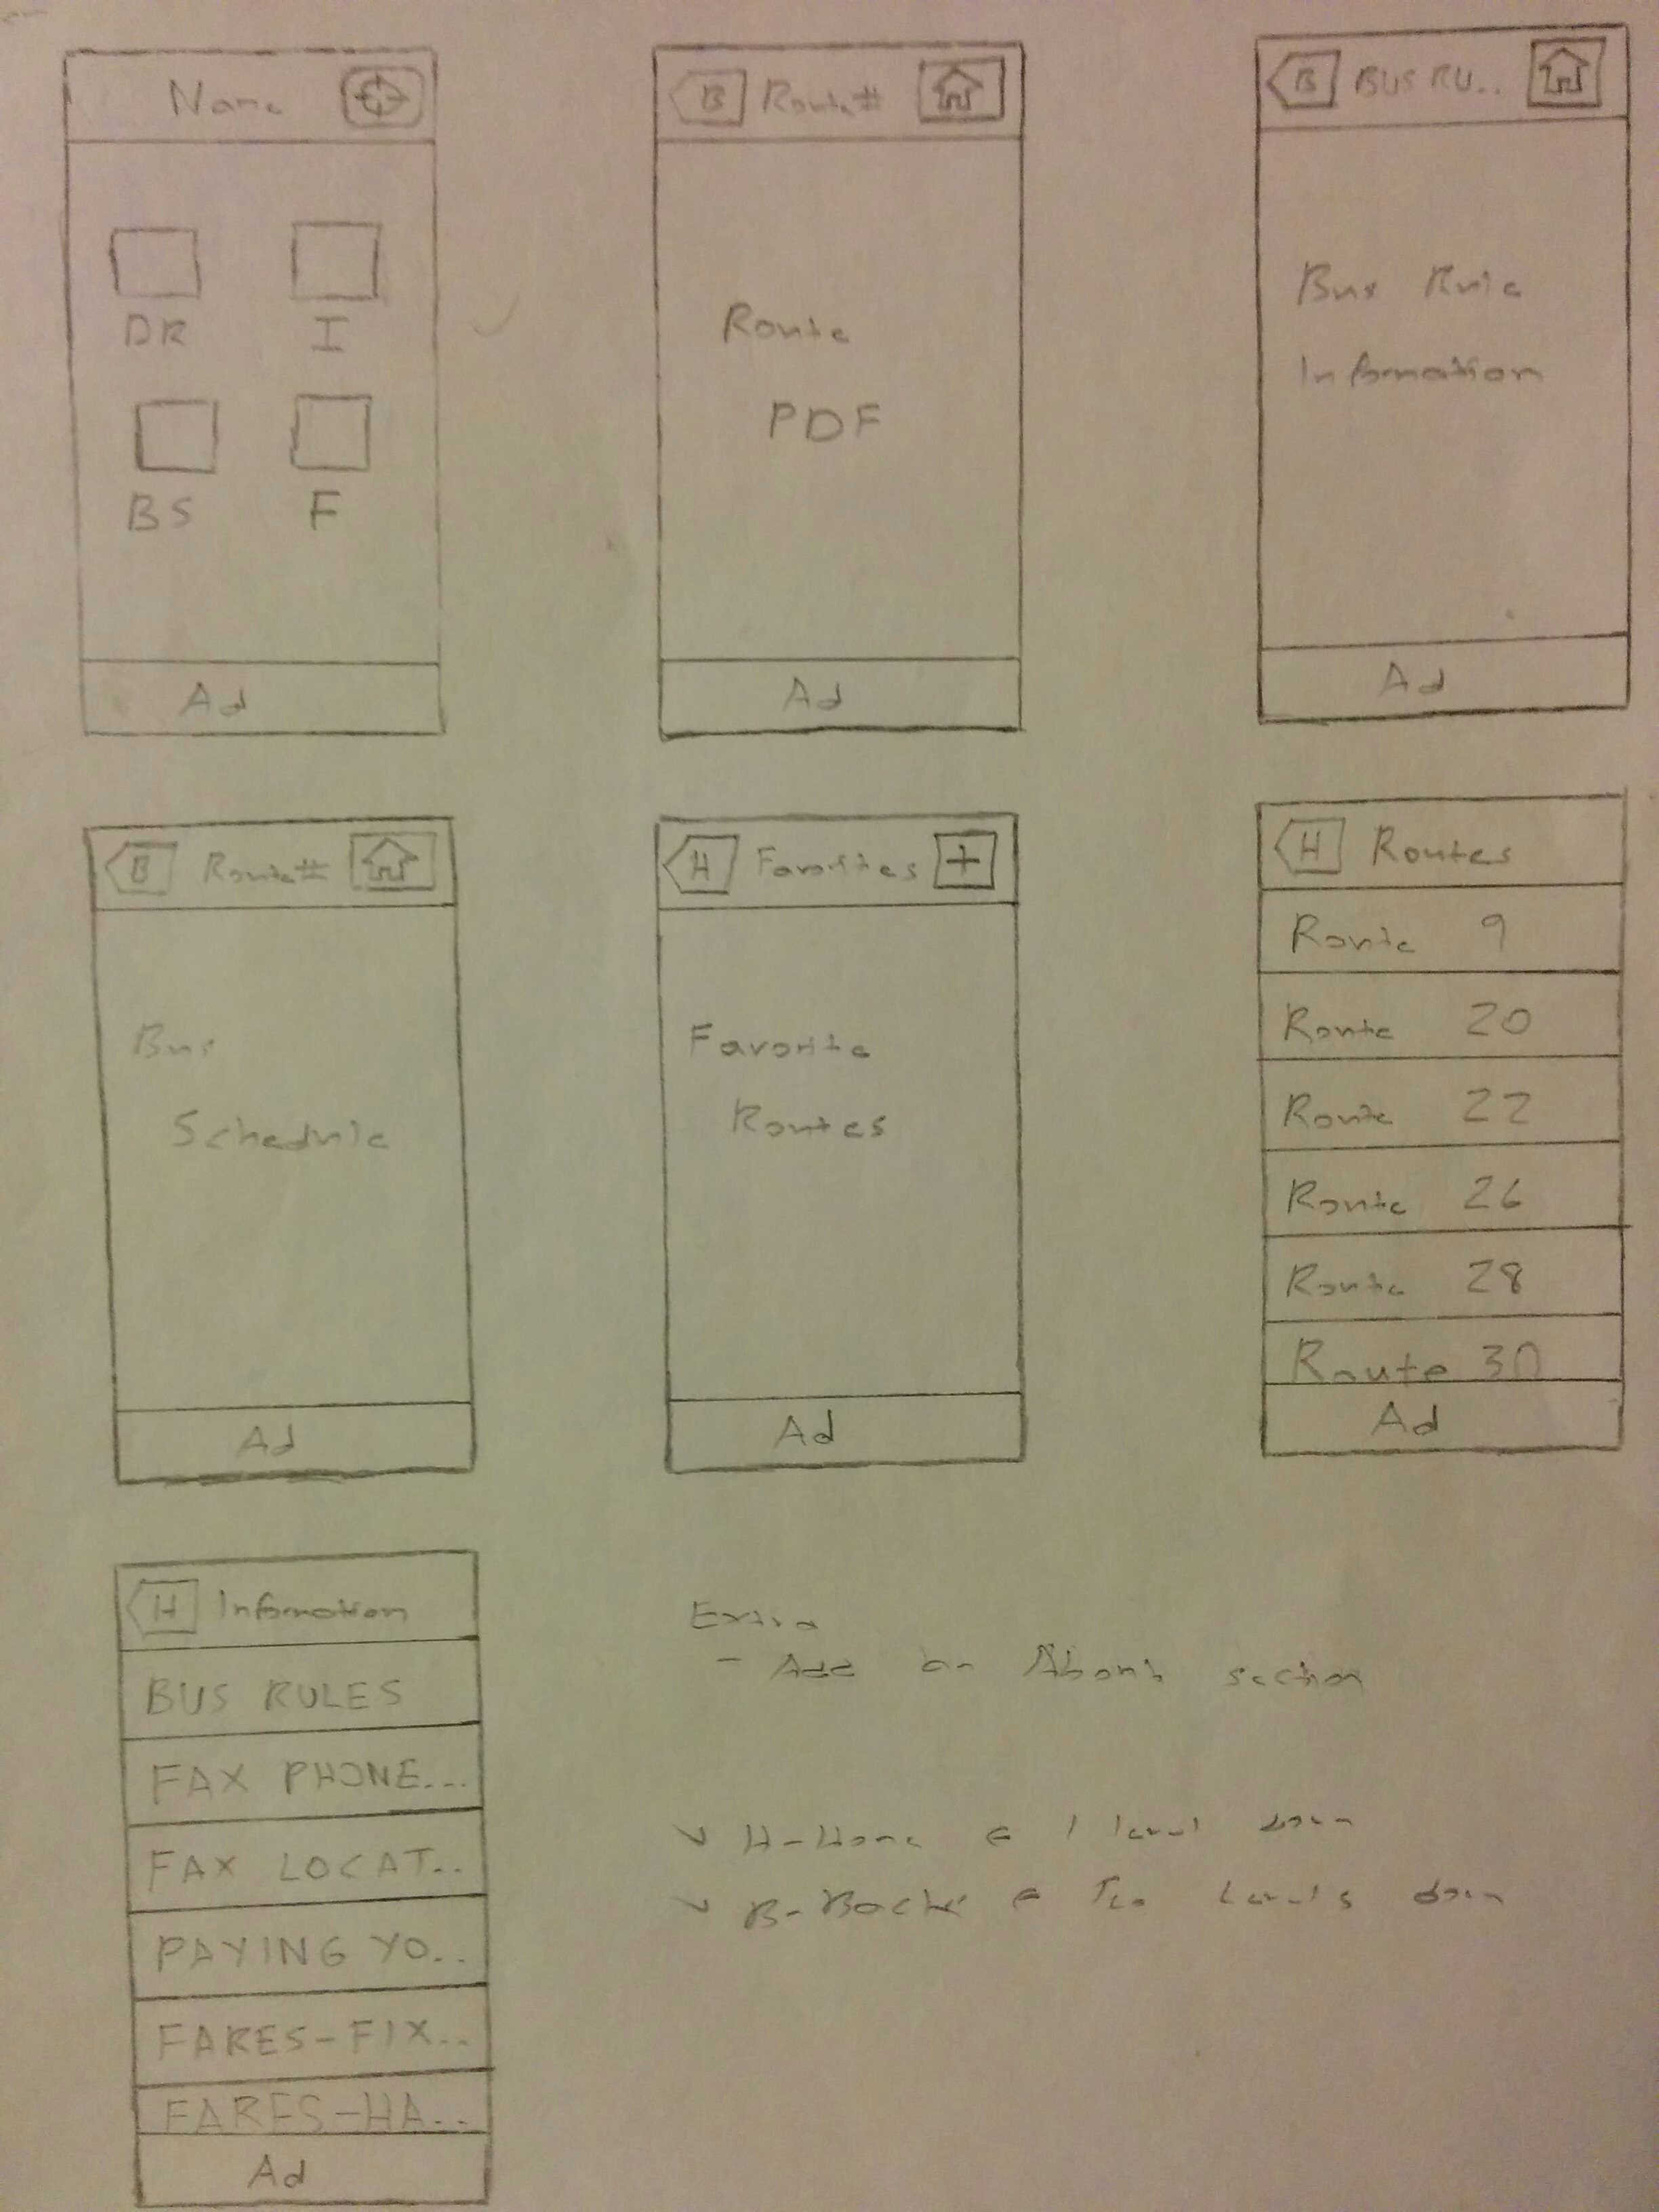 Name
DR I
BS F
Ad
B Route#
Route
PDF
Ad
B BUS RU..
Bus Rule
Information
Ad
B Route#
Bus
Schedule
Ad
H Favorites +
Favorite
Routes
Ad
H Routes
Route 9
Route 20
Route 22
Route 26
Route 28
Route 30
Ad
H Information
BUS RULES
FAX PHONE...
FAX LOCAT..
PAYING YO..
FARES-FIX..
FARES-HA..
Ad
Extra
- Add an About section
H-Home @ 1 level down
B-Back @ Two Levels down